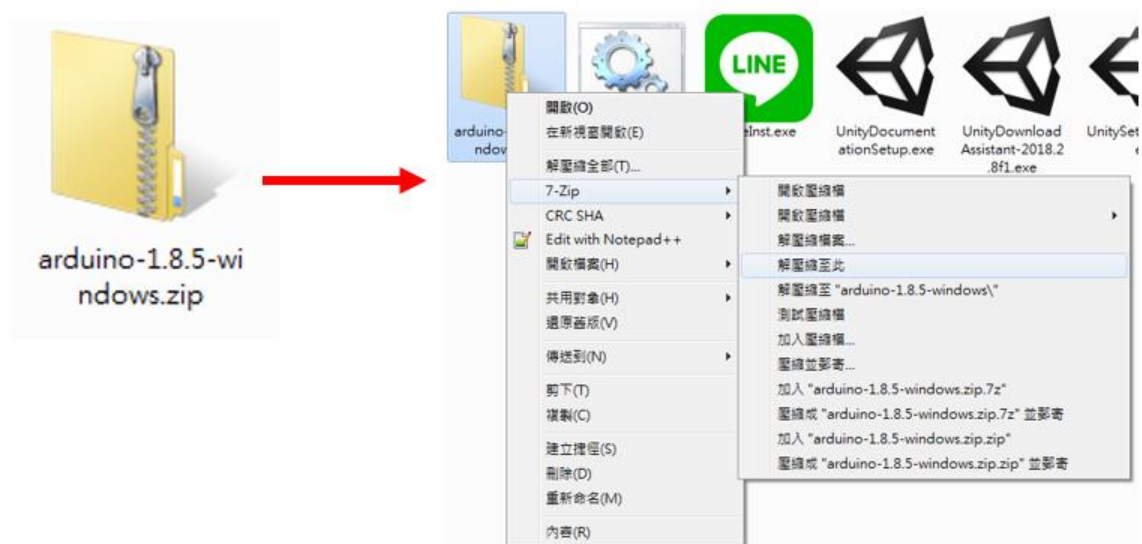 arduino-1.8.5-wi
ndows.zip
arduino-
ndow
LINE
eInst.exe
UnityDocument
ationSetup.exe
UnityDownload
Assistant-2018.2
.8f1.exe
UnitySet
e
開啟(O)
在新視窗開啟(E)
解壓縮全部(T)...
7-Zip
CRC SHA
Edit with Notepad++
開啟檔案(H)
共用對象(H)
還原舊版(V)
傳送到(N)
剪下(T)
複製(C)
建立捷徑(S)
刪除(D)
重新命名(M)
內容(R)
開啟壓縮檔
開啟壓縮檔
解壓縮檔案...
解壓縮至此
解壓縮至 "arduino-1.8.5-windows\"
測試壓縮檔
加入壓縮檔...
壓縮並郵寄...
加入 "arduino-1.8.5-windows.zip.7z"
壓縮成 "arduino-1.8.5-windows.zip.7z" 並郵寄
加入 "arduino-1.8.5-windows.zip.zip"
壓縮成 "arduino-1.8.5-windows.zip.zip" 並郵寄